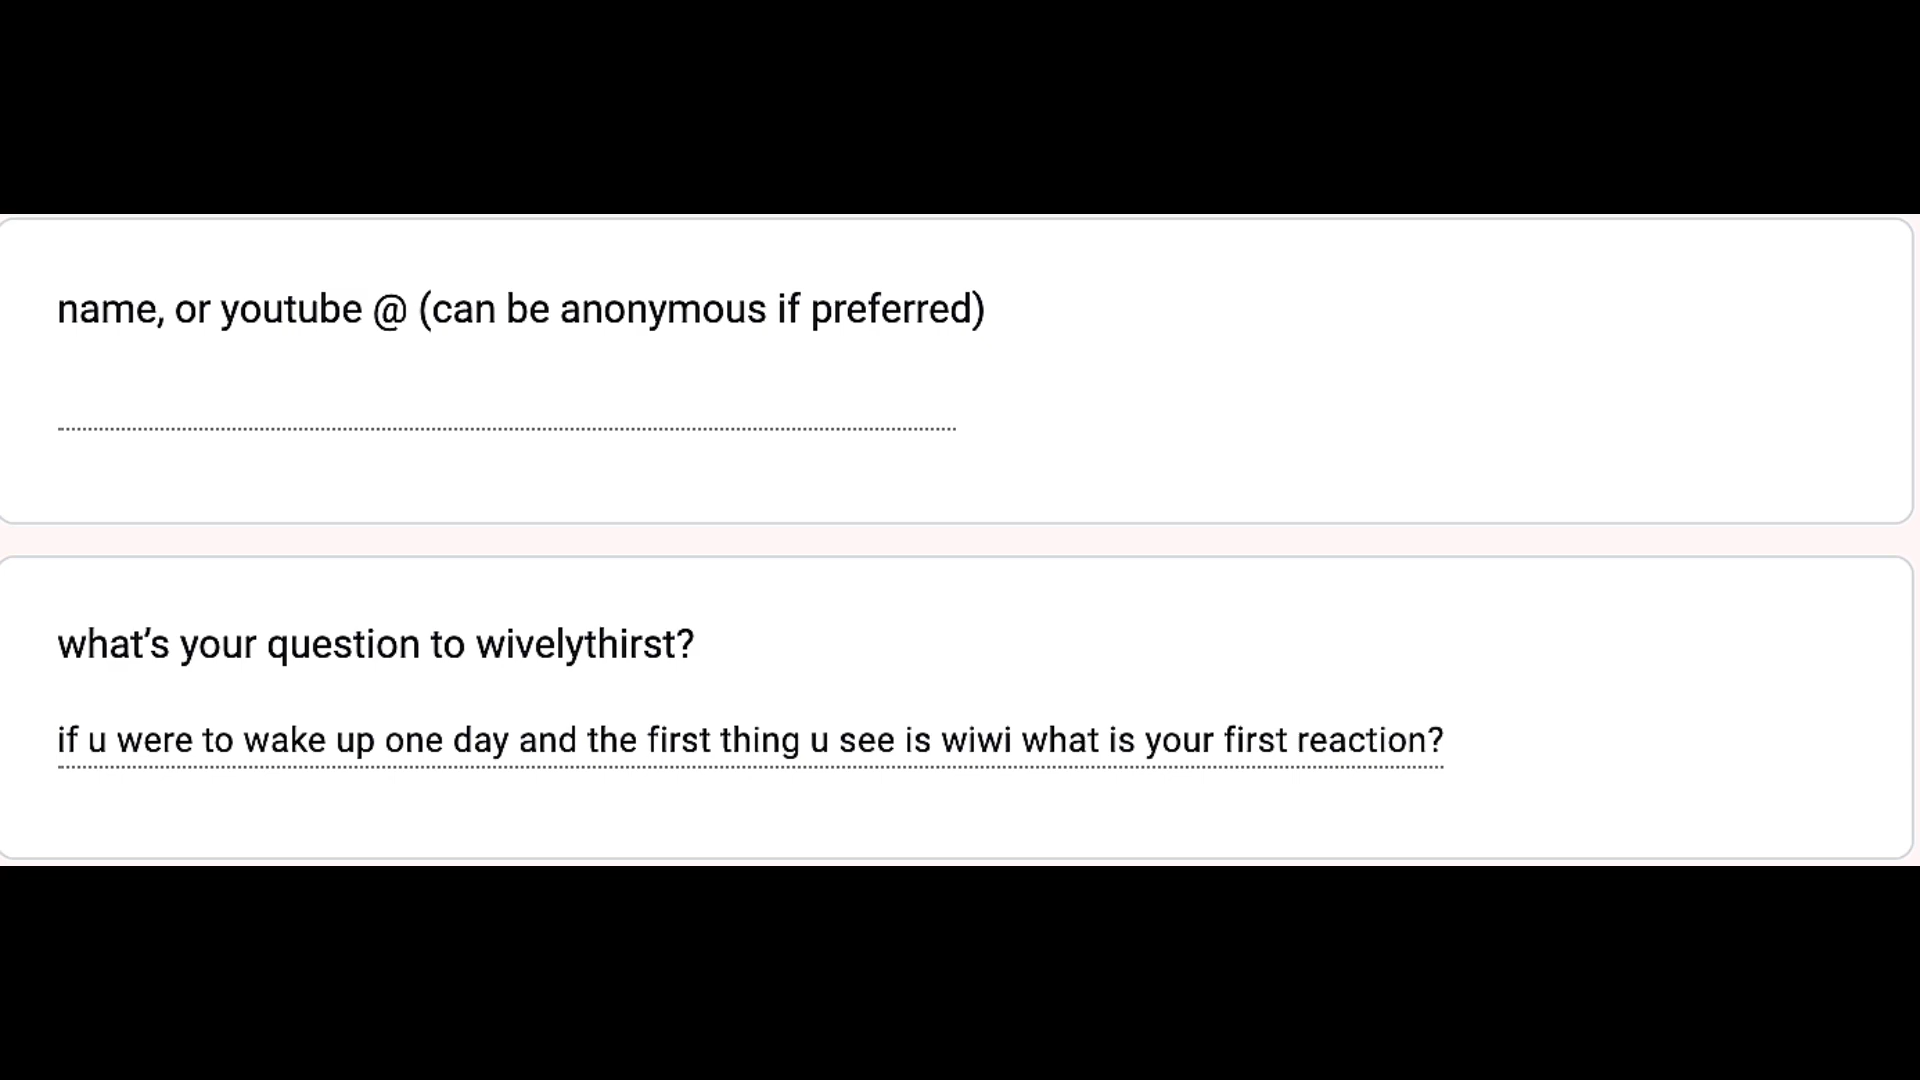 name, or youtube @ (can be anonymous if preferred)
what’s your question to wivelythirst?
if u were to wake up one day and the first thing u see is wiwi what is your first reaction?